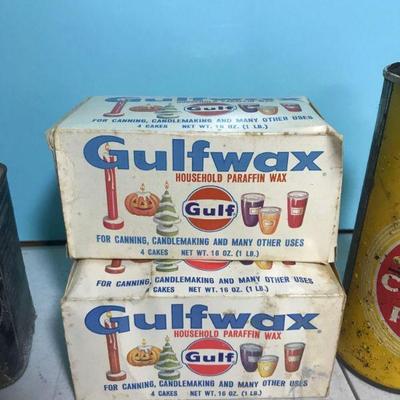 Gulfwax
FOR CANNING, CANDLEMAKING AND MANY OTHER USES
4 CAKES NET WT. 16 OZ. (1 LB.)
Gulfwax
HOUSEHOLD PARAFFIN WAX
Gulf
FOR CANNING, CANDLEMAKING AND MANY OTHER USES
4 CAKES NET WT. 16 OZ. (1 LB.)
FOR CANNING, CANDLEMAKING AND MANY OTHER USES
4 CAKES NET WT. 16 OZ. (1 LB.)
Gulfwax
HOUSEHOLD PARAFFIN WAX
Gulf
FOR CANNING, CANDLEMAKING AND MANY OTHER USES
4 CAKES NET WT. 16 OZ. (1 LB.)